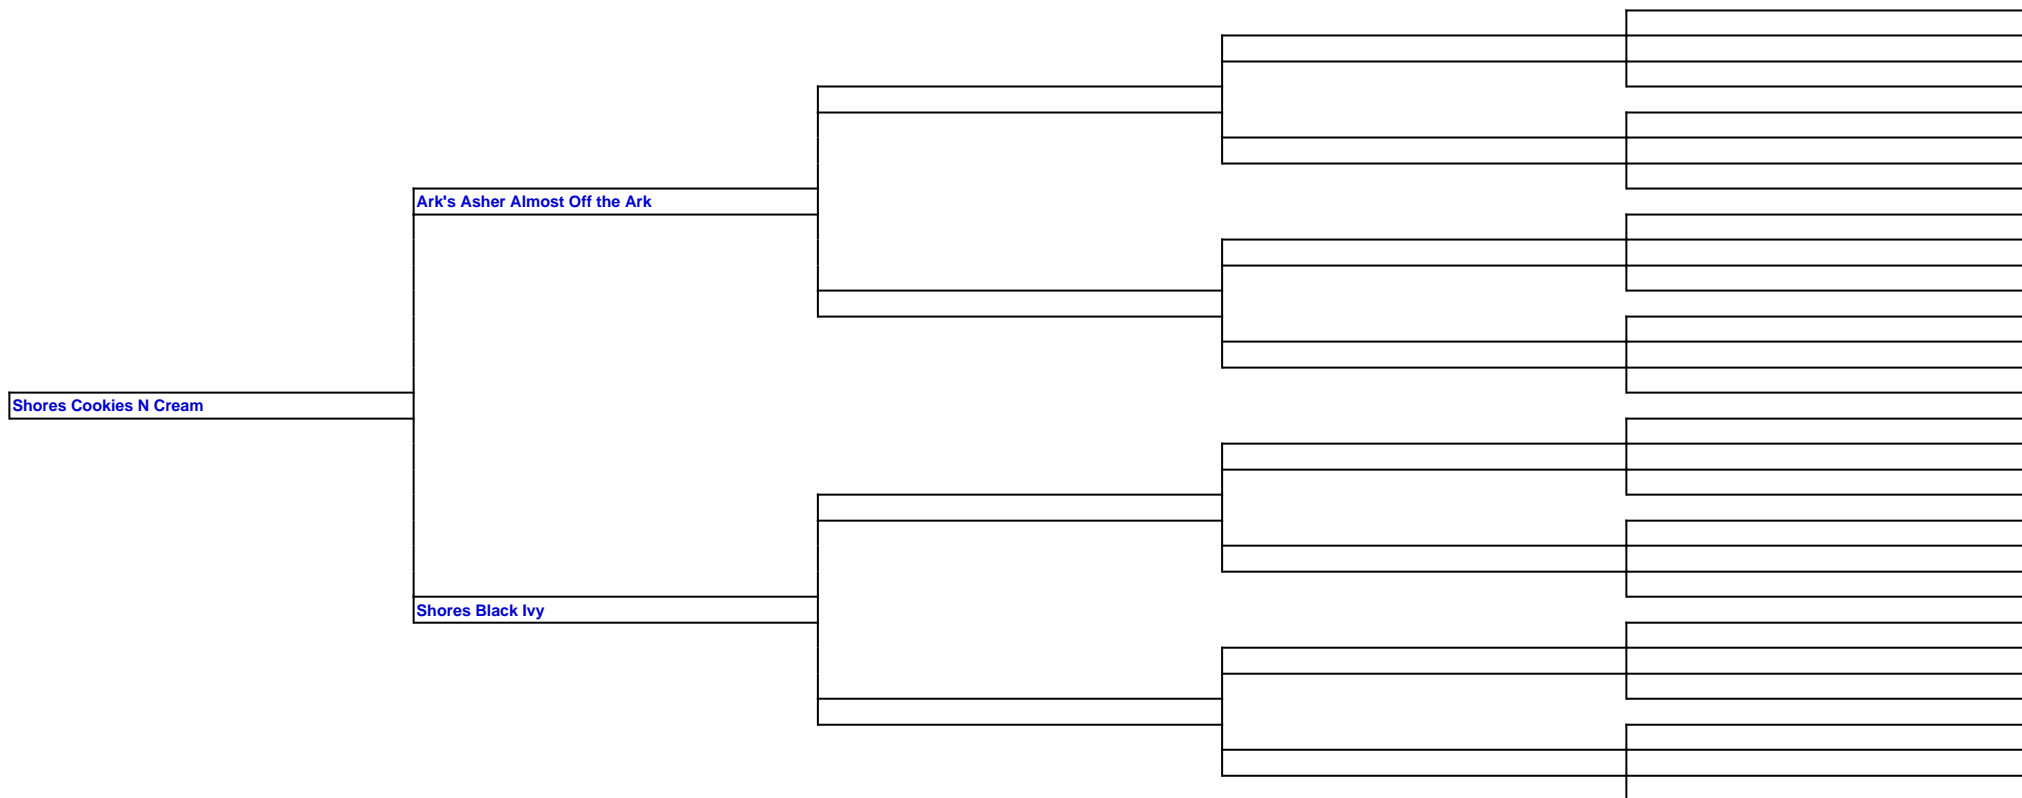 Ark's Asher Almost Off the Ark
Shores Cookies N Cream
Shores Black Ivy